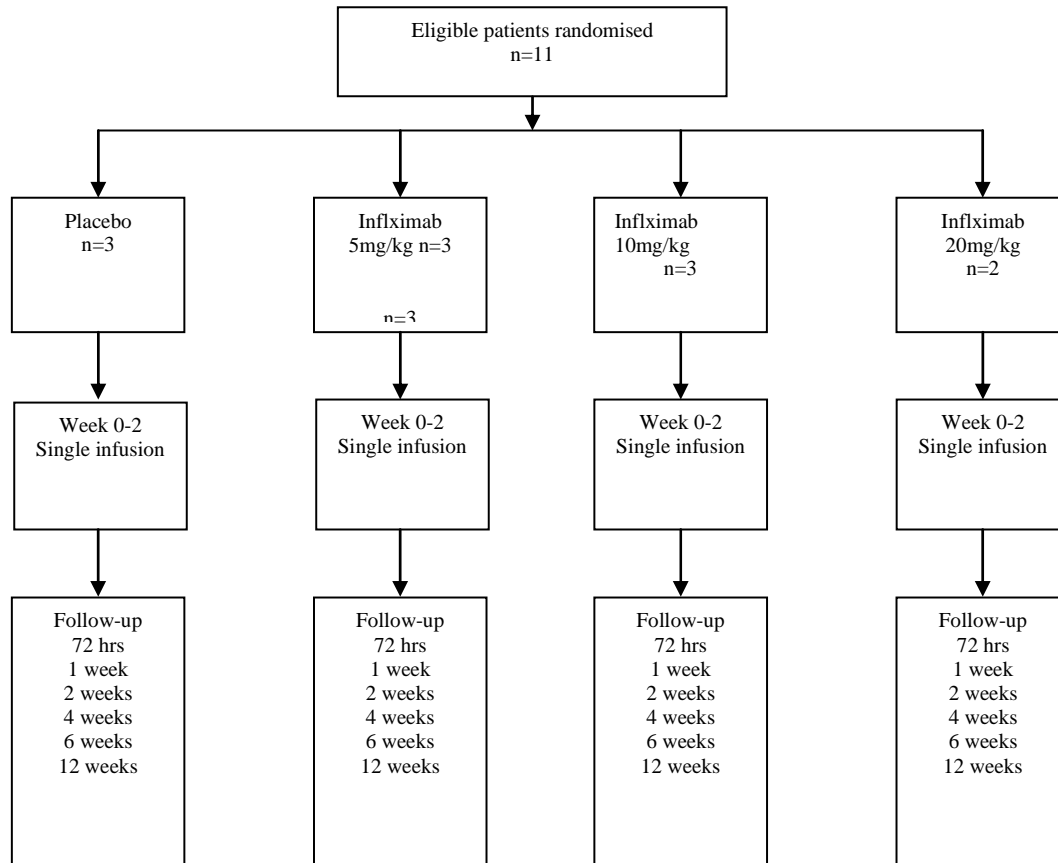 Eligible patients randomised
n=11
Placebo
n=3
Inflximab
5mg/kg n=3
n=3
Inflximab
10mg/kg
n=3
Inflximab
20mg/kg
n=2
Week 0-2
Single infusion
Week 0-2
Single infusion
Week 0-2
Single infusion
Week 0-2
Single infusion
Follow-up
72 hrs
1 week
2 weeks
4 weeks
6 weeks
12 weeks
Follow-up
72 hrs
1 week
2 weeks
4 weeks
6 weeks
12 weeks
Follow-up
72 hrs
1 week
2 weeks
4 weeks
6 weeks
12 weeks
Follow-up
72 hrs
1 week
2 weeks
4 weeks
6 weeks
12 weeks